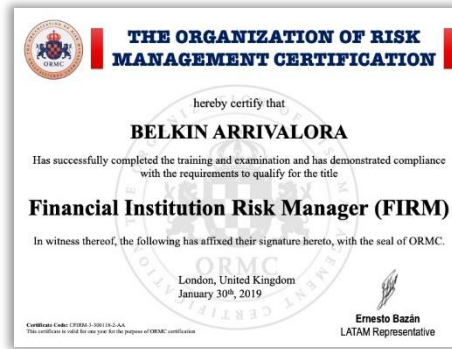 THE ORGANIZATION OF RISK
MANAGEMENT CERTIFICATION
ORMC
hereby certify that
BELKIN ARRIVALORA
Has successfully completed the training and examination and has demonstrated compliance
with the requirements to qualify for the title
Financial Institution Risk Manager (FIRM)
In witness thereof, the following has affixed their signature hereto, with the seal of ORMC.
ORMC
London, United Kingdom
January 30th, 2019
Ernesto Bazán
LATAM Representative
This certificate is valid for one year for the purpose of ORMC certification